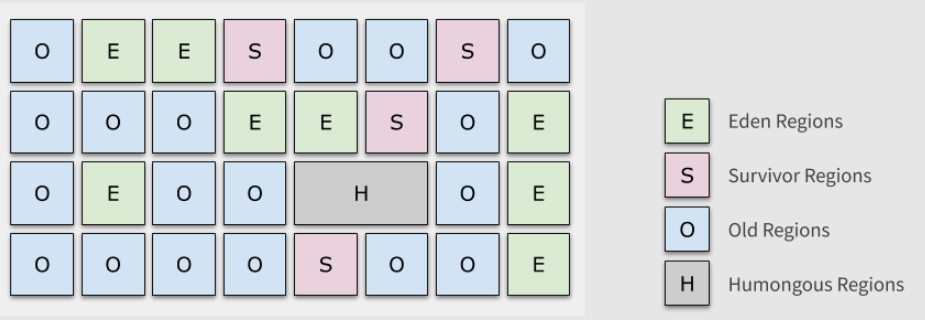 O E E S O O S O
O O O E E S O E
O E O O H O E
O O O O S O O E
E Eden Regions
S Survivor Regions
O Old Regions
H Humongous Regions